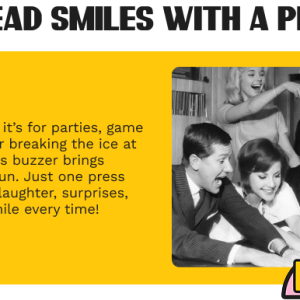 EAD SMILES WITH A P
it's for parties, game
r breaking the ice at
s buzzer brings
un. Just one press
laughter, surprises,
ile every time!